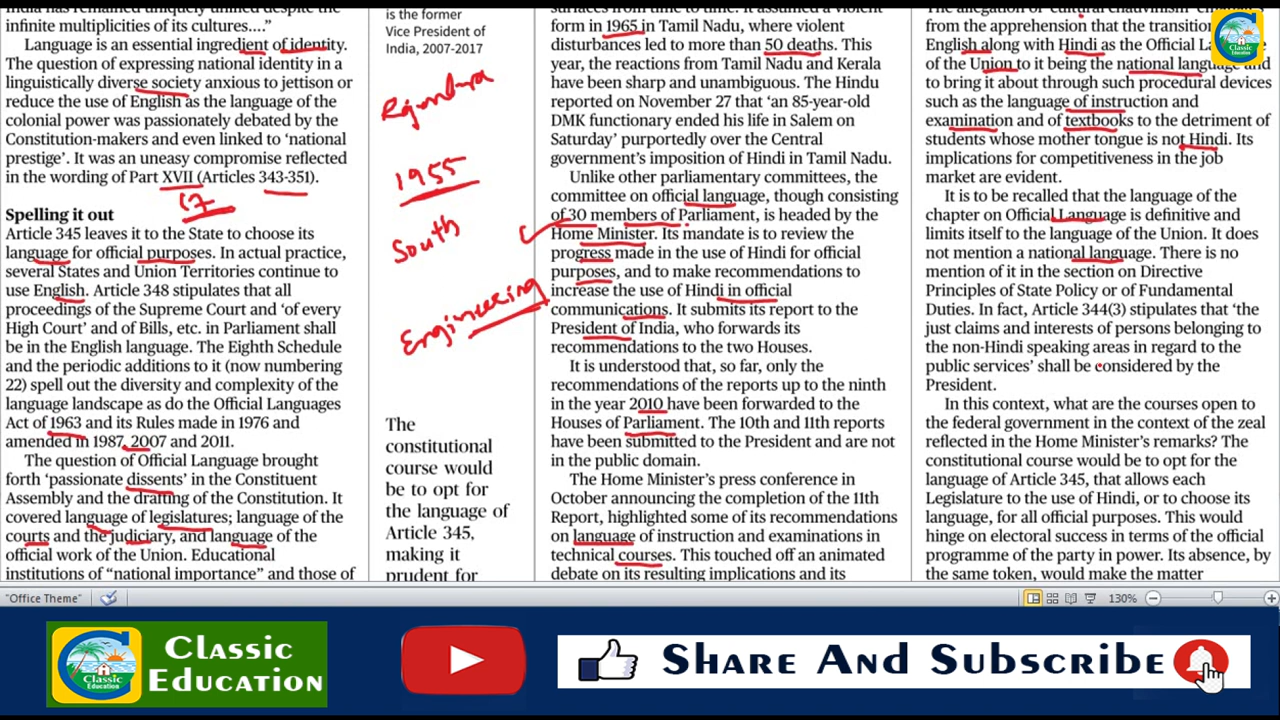 India has remained uniquely unified despite the
infinite multiplicities of its cultures....”
Language is an essential ingredient of identity.
The question of expressing national identity in a
linguistically diverse society anxious to jettison or
reduce the use of English as the language of the
colonial power was passionately debated by the
Constitution-makers and even linked to ‘national
prestige’. It was an uneasy compromise reflected
in the wording of Part XVII (Articles 343-351).
17
Spelling it out
Article 345 leaves it to the State to choose its
language for official purposes. In actual practice,
several States and Union Territories continue to
use English. Article 348 stipulates that all
proceedings of the Supreme Court and ‘of every
High Court’ and of Bills, etc. in Parliament shall
be in the English language. The Eighth Schedule
and the periodic additions to it (now numbering
22) spell out the diversity and complexity of the
language landscape as do the Official Languages
Act of 1963 and its Rules made in 1976 and
amended in 1987, 2007 and 2011.
The question of Official Language brought
forth ‘passionate dissents’ in the Constituent
Assembly and the drafting of the Constitution. It
covered language of legislatures; language of the
courts and the judiciary, and language of the
official work of the Union. Educational
institutions of “national importance” and those of
is the former
Vice President of
India, 2007-2017
1955
South
Engineering
The
constitutional
course would
be to opt for
the language of
Article 345,
making it
prudent for
surfaces from time to time. It assumed a violent
form in 1965 in Tamil Nadu, where violent
disturbances led to more than 50 deaths. This
year, the reactions from Tamil Nadu and Kerala
have been sharp and unambiguous. The Hindu
reported on November 27 that ‘an 85-year-old
DMK functionary ended his life in Salem on
Saturday’ purportedly over the Central
government’s imposition of Hindi in Tamil Nadu.
Unlike other parliamentary committees, the
committee on official language, though consisting
of 30 members of Parliament, is headed by the
Home Minister. Its mandate is to review the
progress made in the use of Hindi for official
purposes, and to make recommendations to
increase the use of Hindi in official
communications. It submits its report to the
President of India, who forwards its
recommendations to the two Houses.
It is understood that, so far, only the
recommendations of the reports up to the ninth
in the year 2010 have been forwarded to the
Houses of Parliament. The 10th and 11th reports
have been submitted to the President and are not
in the public domain.
The Home Minister’s press conference in
October announcing the completion of the 11th
Report, highlighted some of its recommendations
on language of instruction and examinations in
technical courses. This touched off an animated
debate on its resulting implications and its
The allegation of cultural chauvinism
from the apprehension that the transition
English along with Hindi as the Official
of the Union to it being the national language and
to bring it about through such procedural devices
such as the language of instruction and
examination and of textbooks to the detriment of
students whose mother tongue is not Hindi. Its
implications for competitiveness in the job
market are evident.
It is to be recalled that the language of the
chapter on Official Language is definitive and
limits itself to the language of the Union. It does
not mention a national language. There is no
mention of it in the section on Directive
Principles of State Policy or of Fundamental
Duties. In fact, Article 344(3) stipulates that ‘the
just claims and interests of persons belonging to
the non-Hindi speaking areas in regard to the
public services’ shall be considered by the
President.
In this context, what are the courses open to
the federal government in the context of the zeal
reflected in the Home Minister’s remarks? The
constitutional course would be to opt for the
language of Article 345, that allows each
Legislature to the use of Hindi, or to choose its
language, for all official purposes. This would
hinge on electoral success in terms of the official
programme of the party in power. Its absence, by
the same token, would make the matter
Classic
Education
"Office Theme"
130%
Classic
Education
Classic
Education
Share And Subscribe